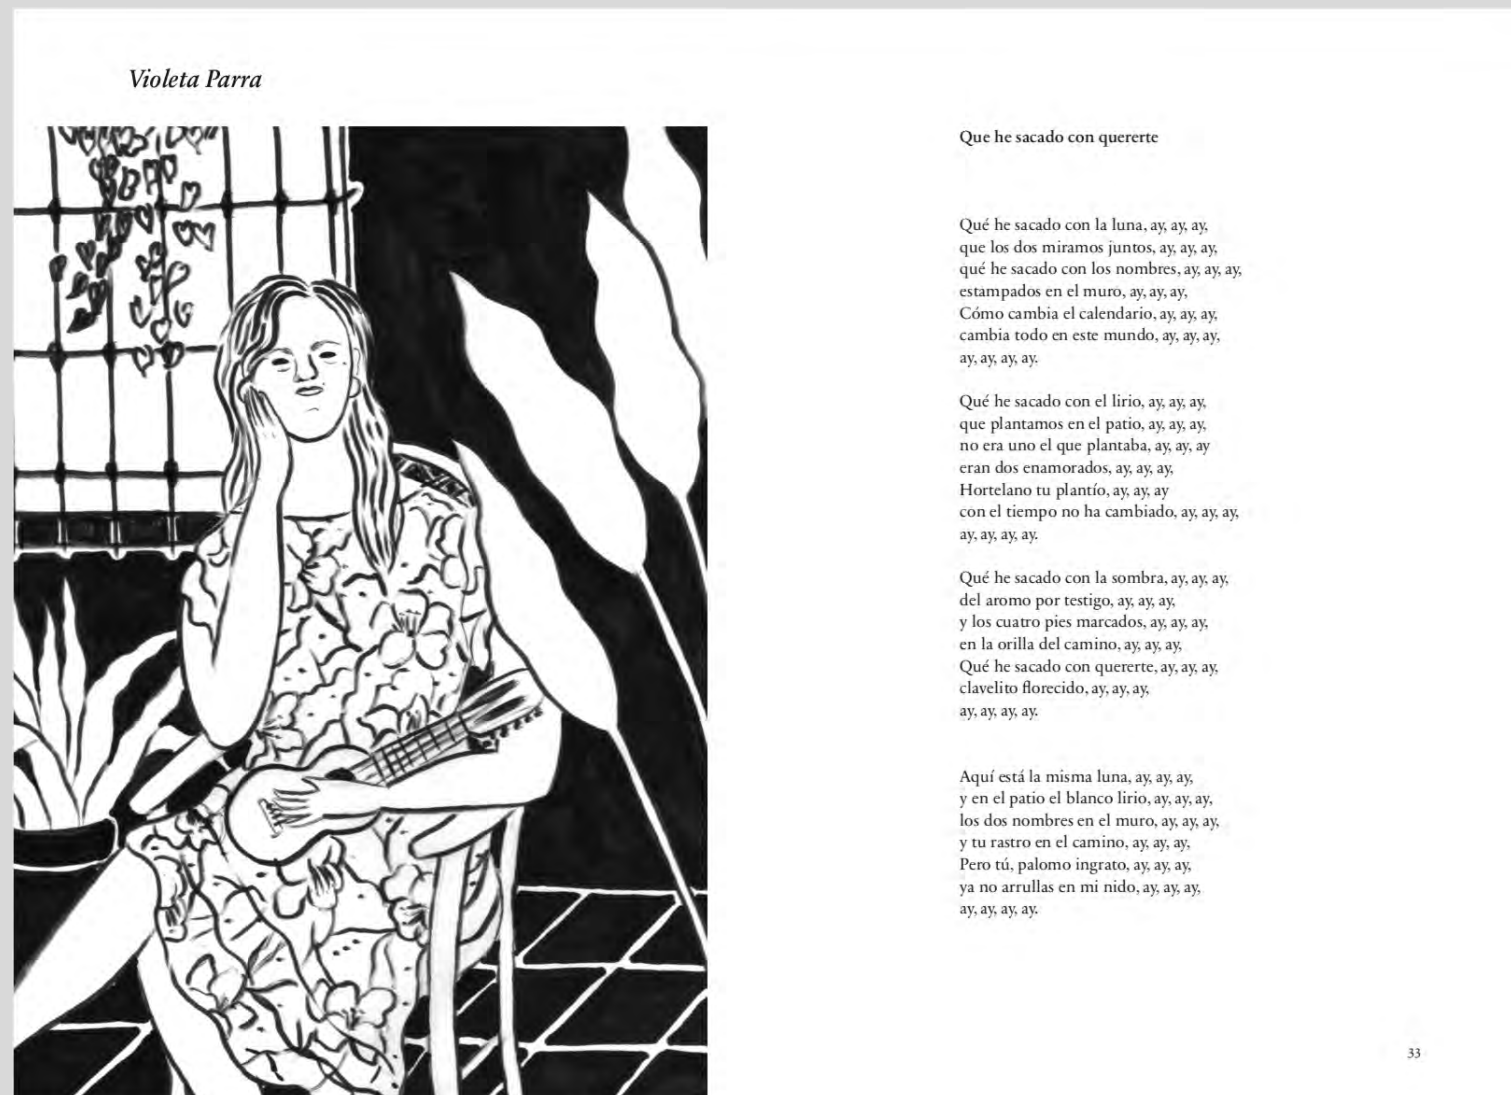 Violeta Parra
Que he sacado con quererte
Qué he sacado con la luna, ay, ay, ay,
que los dos miramos juntos, ay, ay, ay,
qué he sacado con los nombres, ay, ay, ay,
estampados en el muro, ay, ay, ay,
Cómo cambia el calendario, ay, ay, ay,
cambia todo en este mundo, ay, ay, ay,
ay, ay, ay, ay.
Qué he sacado con el lirio, ay, ay, ay,
que plantamos en el patio, ay, ay, ay,
no era uno el que plantaba, ay, ay, ay
eran dos enamorados, ay, ay, ay,
Hortelano tu plantío, ay, ay, ay
con el tiempo no ha cambiado, ay, ay, ay,
ay, ay, ay, ay.
Qué he sacado con la sombra, ay, ay, ay,
del aromo por testigo, ay, ay, ay,
y los cuatro pies marcados, ay, ay, ay,
en la orilla del camino, ay, ay, ay,
Qué he sacado con quererte, ay, ay, ay,
clavelito florecido, ay, ay, ay,
ay, ay, ay, ay.
Aquí está la misma luna, ay, ay, ay,
y en el patio el blanco lirio, ay, ay, ay,
los dos nombres en el muro, ay, ay, ay,
y tu rastro en el camino, ay, ay, ay,
Pero tú, palomo ingrato, ay, ay, ay,
ya no arrullas en mi nido, ay, ay, ay,
ay, ay, ay, ay.
33